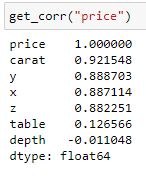 get_corr("price")
price 1.000000
carat 0.921548
y 0.888703
x 0.887114
z 0.882251
table 0.126566
depth -0.011048
dtype: float64